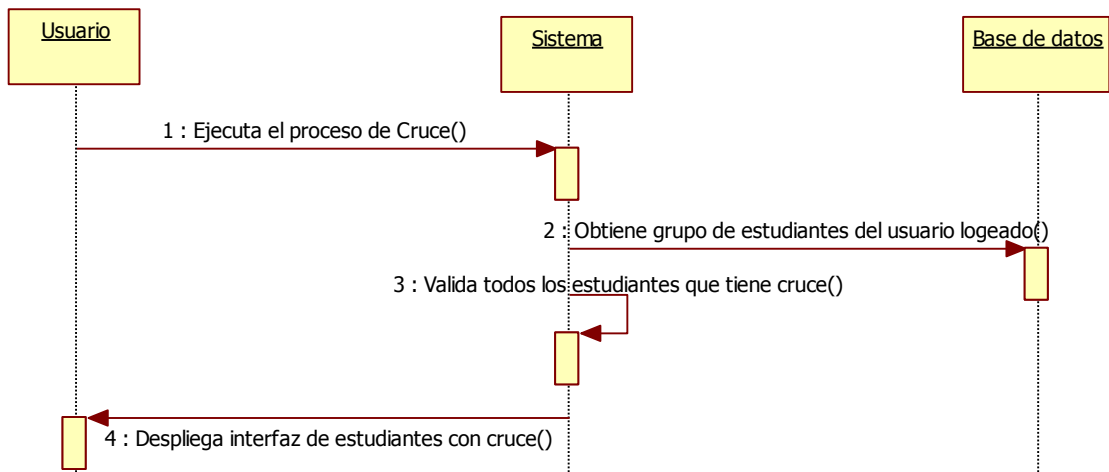 Usuario
Sistema
Base de datos
1 : Ejecuta el proceso de Cruce()
2 : Obtiene grupo de estudiantes del usuario logeado()
3 : Valida todos los estudiantes que tiene cruce()
4 : Despliega interfaz de estudiantes con cruce()